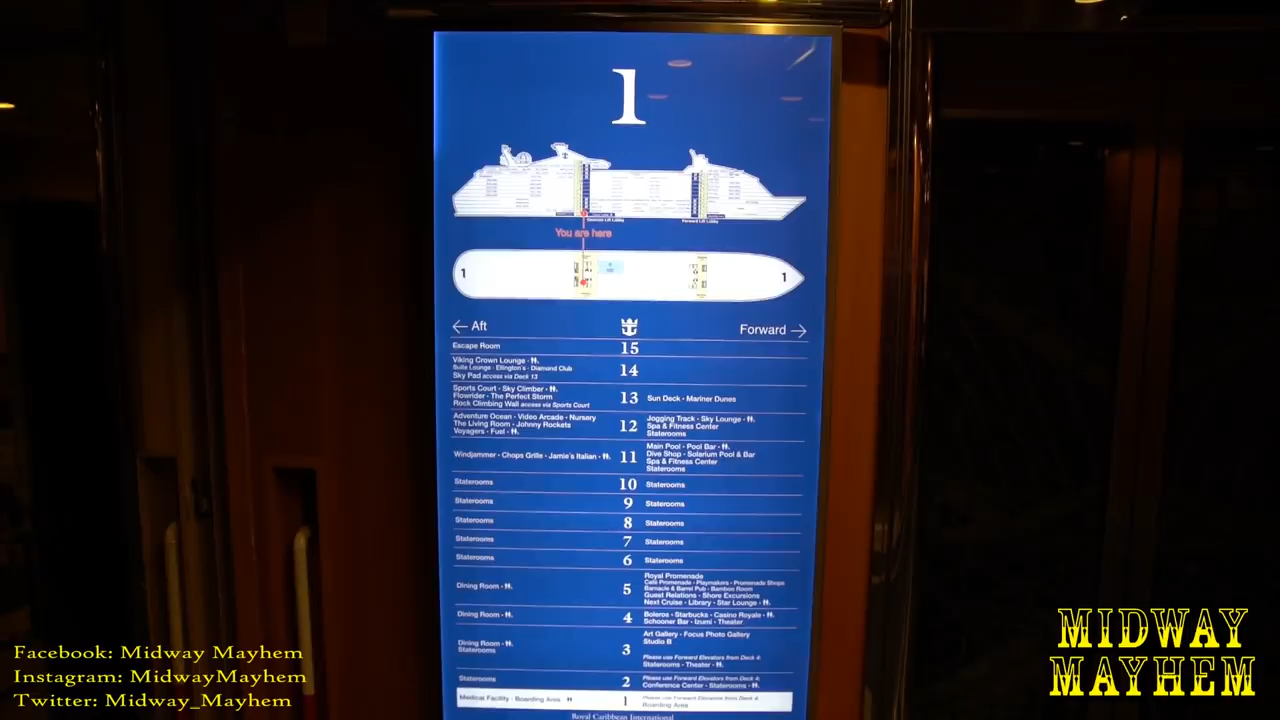 1
You are here
1
1
← Aft
Forward →
Escape Room
15
Viking Crown Lounge •
Suite Lounge • Ellington's • Diamond Club
Sky Pad access via Deck 13
14
Sports Court • Sky Climber •
Flowrider • The Perfect Storm
Rock Climbing Wall access via Sports Court
13
Sun Deck • Mariner Dunes
Adventure Ocean • Video Arcade • Nursery
The Living Room • Johnny Rockets
Voyagers • Fuel •
12
Jogging Track • Sky Lounge •
Spa & Fitness Center
Staterooms
Windjammer • Chops Grille • Jamie's Italian •
11
Main Pool • Pool Bar •
Dive Shop • Solarium Pool & Bar
Spa & Fitness Center
Staterooms
Staterooms
10
Staterooms
Staterooms
9
Staterooms
Staterooms
8
Staterooms
Staterooms
7
Staterooms
Staterooms
6
Staterooms
Dining Room •
5
Royal Promenade
Café Promenade • Playmakers • Promenade Shops
Barnacle & Barrel Pub • Bamboo Room
Guest Relations • Shore Excursions
Next Cruise • Library • Star Lounge •
Dining Room •
4
Boleros • Starbucks • Casino Royale •
Schooner Bar • Izumi • Theater
Dining Room •
Staterooms
3
Art Gallery • Focus Photo Gallery
Studio B
Please use Forward Elevators from Deck 4:
Staterooms • Theater •
Staterooms
2
Please use Forward Elevators from Deck 4:
Conference Center • Staterooms •
Medical Facility • Boarding Area
1
Please use Forward Elevators from Deck 4:
Boarding Area
Royal Caribbean International
Facebook: Midway Mayhem
Instagram: MidwayMayhem
Twitter: Midway_Mayhem
MIDWAY
MAYHEM